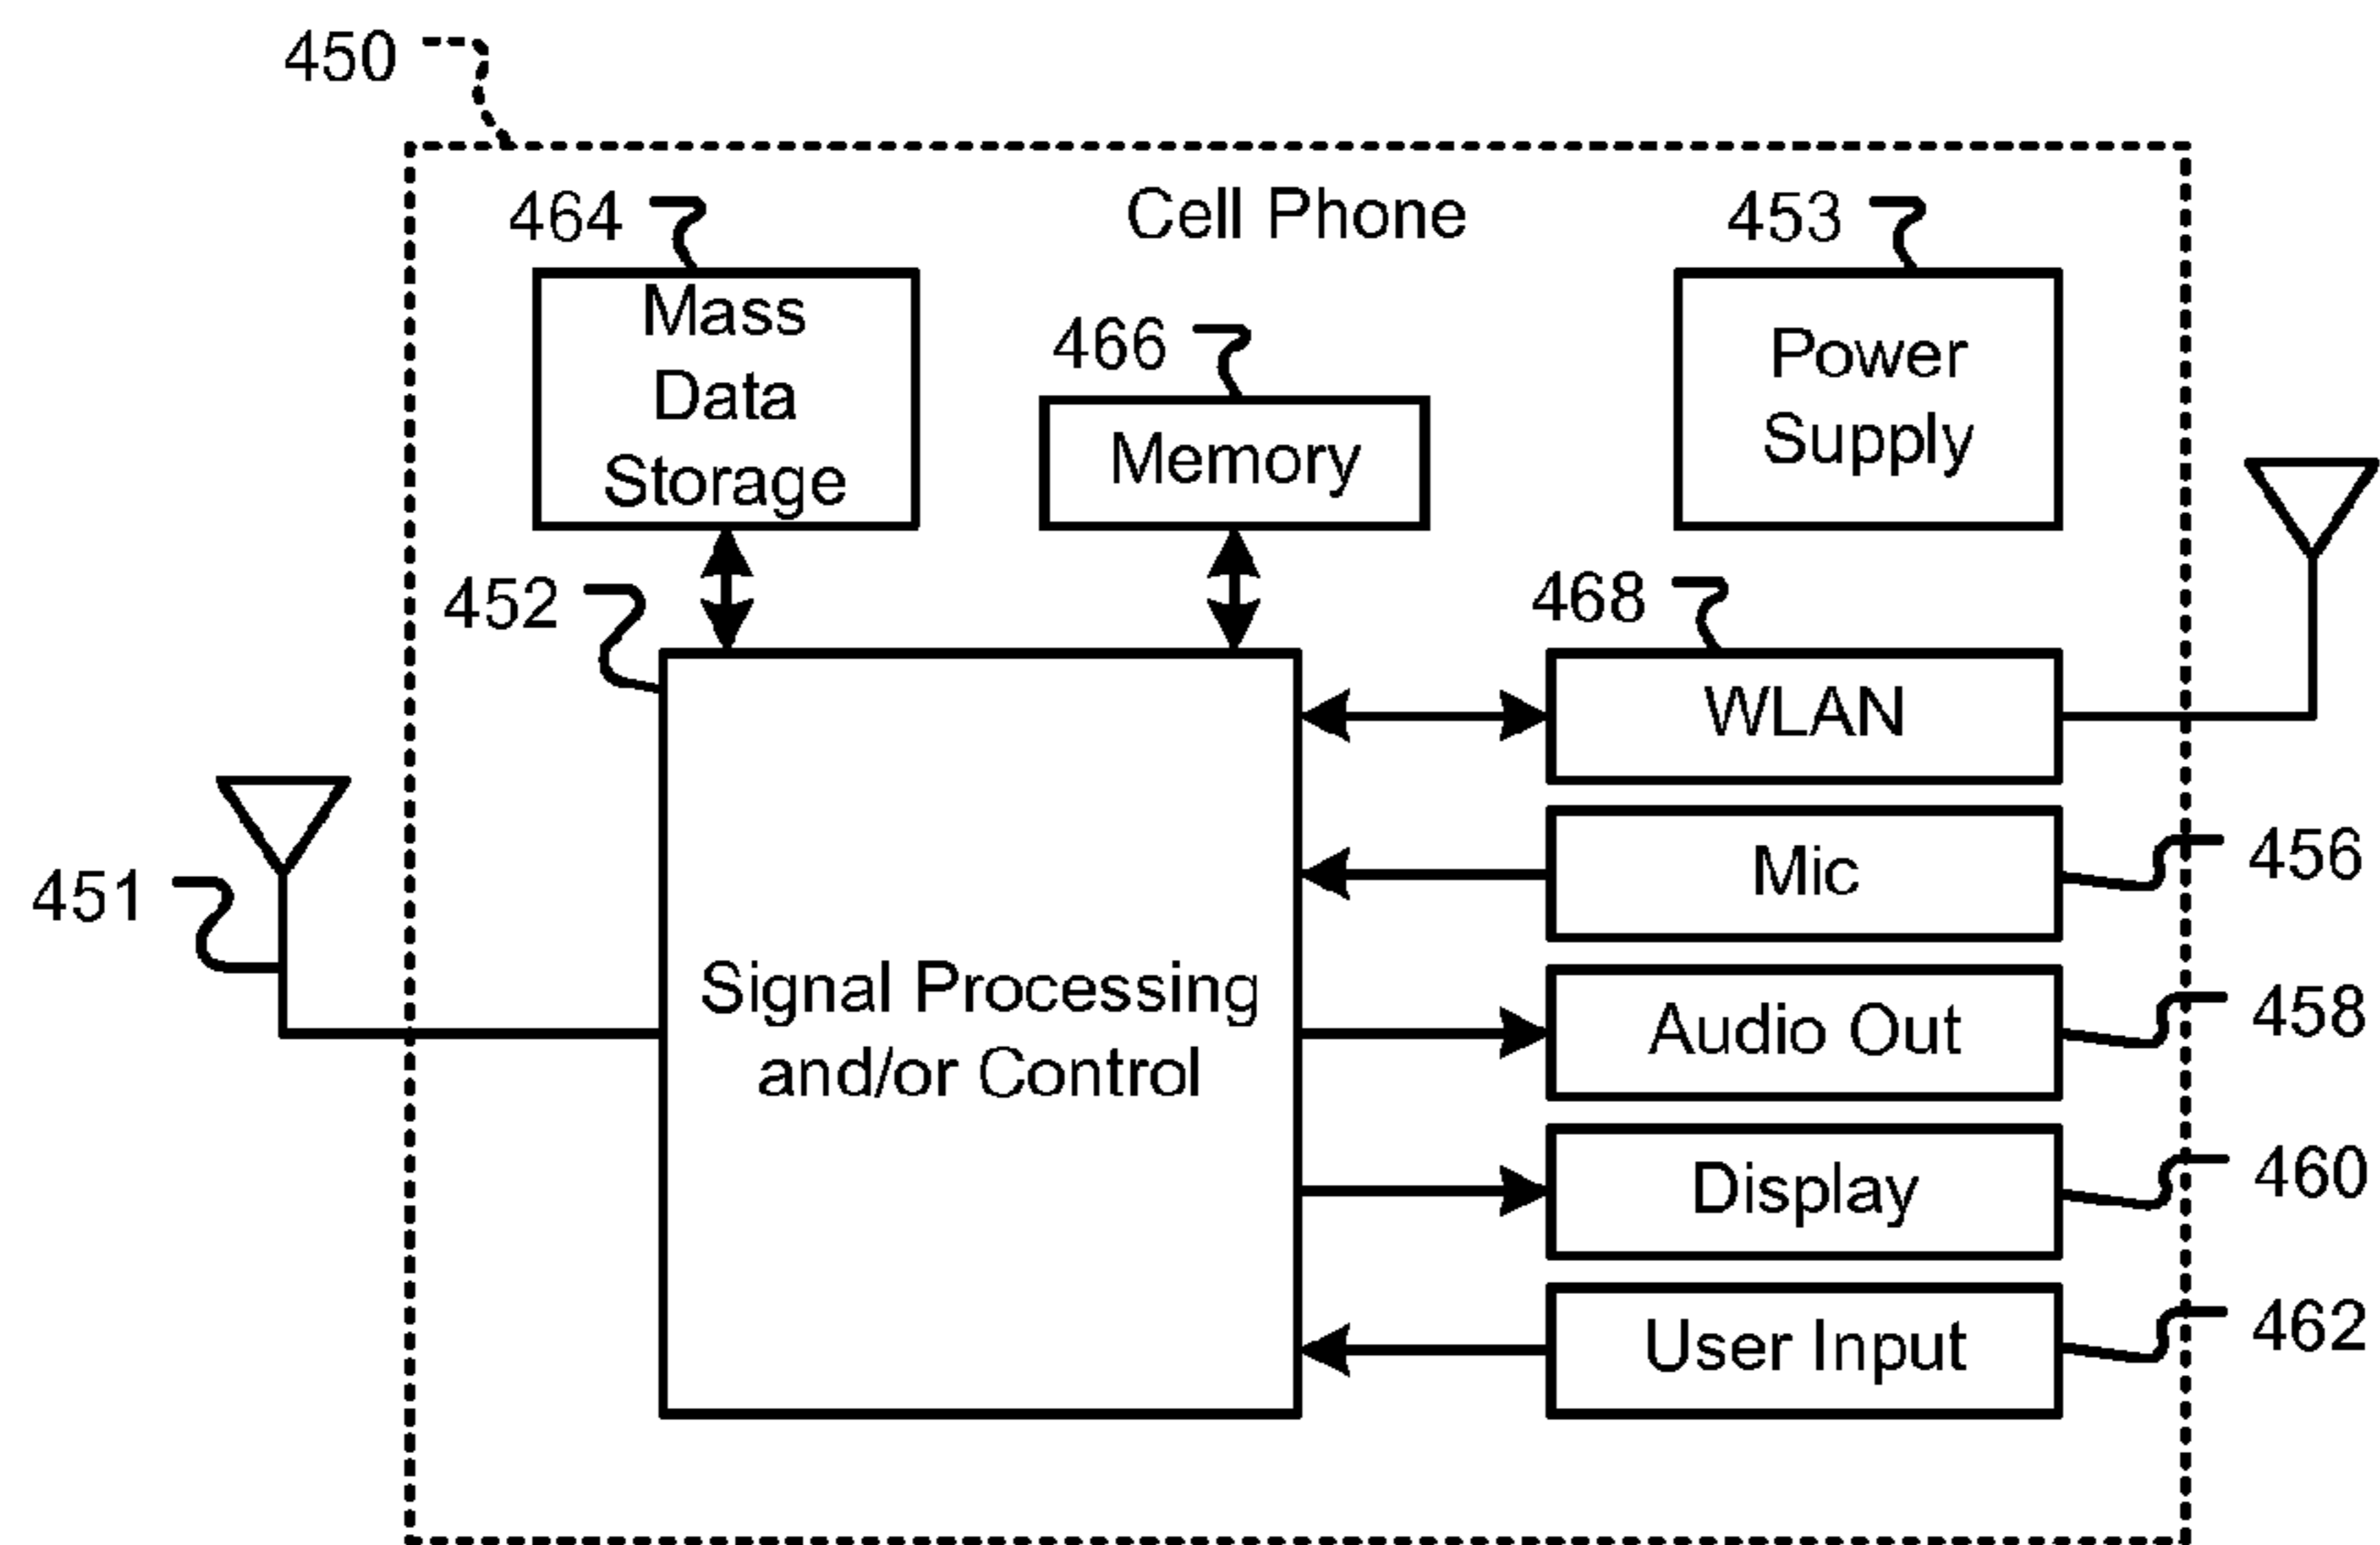 450
Cell Phone
464
453
Mass
Data
Storage
466
Memory
Power
Supply
452
468
WLAN
451
Mic
456
Signal Processing
and/or Control
Audio Out
458
Display
460
User Input
462